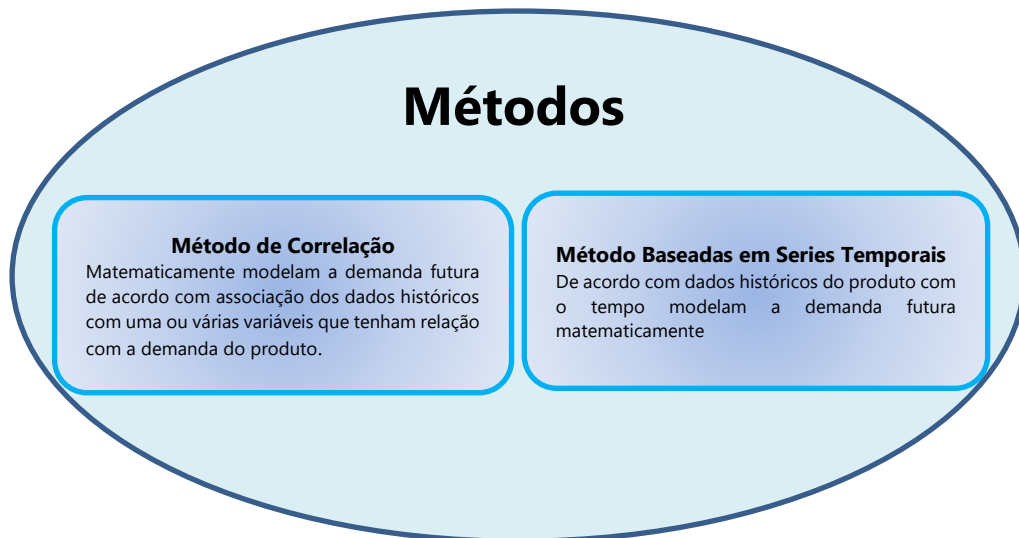 Métodos
Método de Correlação
Matematicamente modelam a demanda futura
de acordo com associação dos dados históricos
com uma ou várias variáveis que tenham relação
com a demanda do produto.
Método Baseadas em Series Temporais
De acordo com dados históricos do produto com
o tempo modelam a demanda futura
matematicamente